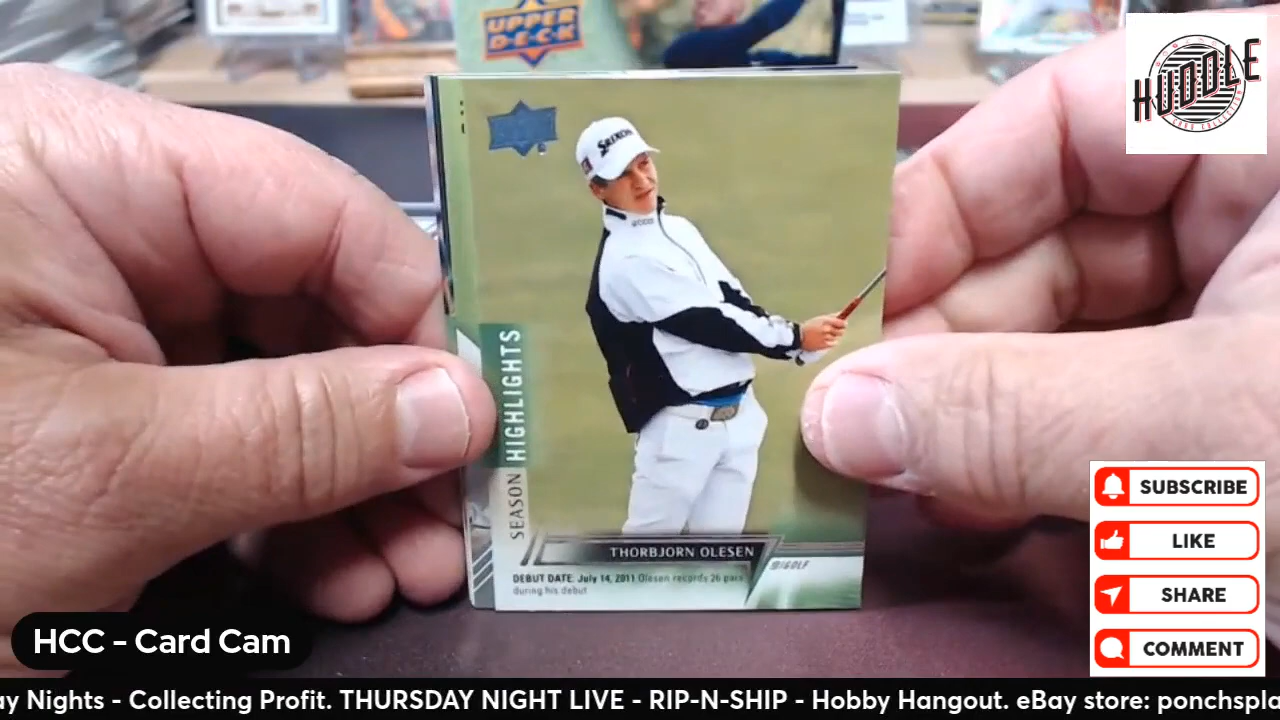 UPPER
DECK
SRIXON
SEASON HIGHLIGHTS
THORBJORN OLESEN
DEBUT DATE: July 14, 2011 Olesen records 26 pars
during his debut
GOLF
HUDDLE
SUBSCRIBE
LIKE
SHARE
COMMENT
HCC - Card Cam
ay Nights - Collecting Profit. THURSDAY NIGHT LIVE - RIP-N-SHIP - Hobby Hangout. eBay store: ponchspla